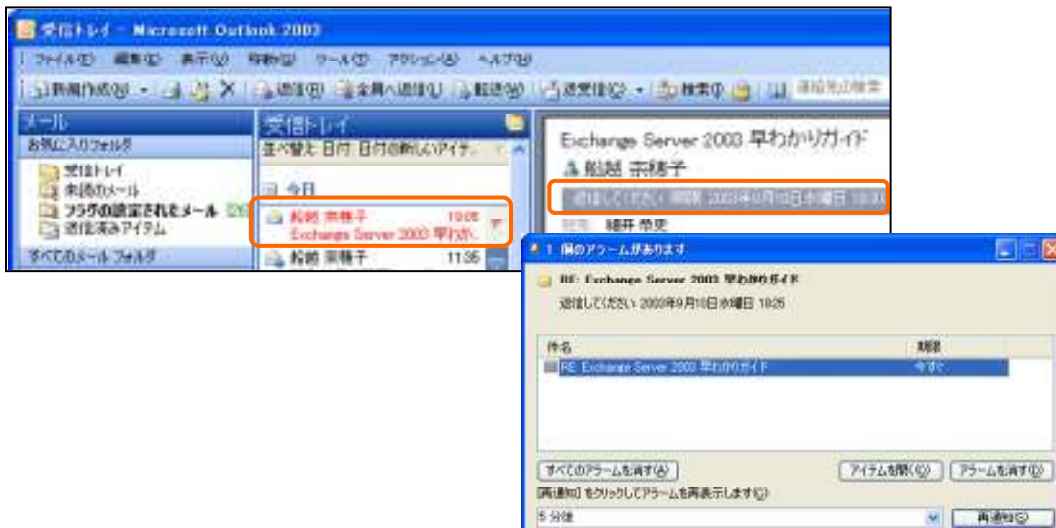 受信トレイ - Microsoft Outlook 2003
ファイル(F) 編集(E) 表示(V) 移動(G) ツール(T) アクション(A) ヘルプ(H)
新規作成(N) 返信(R) 全員へ返信(L) 転送(W) 送受信(C) 検索(I) 連絡先の検索
メール
お気に入りフォルダ
受信トレイ
未読のメール
フラグの設定されたメール
送信済みアイテム
すべてのメール フォルダ
受信トレイ
並べ替え: 日付 日付の新しいアイテ..
今日
船越 奈穂子
Exchange Server 2003 早わか..
船越 奈穂子 11:35
Exchange Server 2003 早わかりガイド
船越 奈穂子
返信してください 期限 2003年9月10日水曜日
宛先: 細井 恭史
1 個のアラームがあります
RE: Exchange Server 2003 早わかりガイド
返信してください 2003年9月10日水曜日
件名 期限
RE: Exchange Server 2003 早わかりガイド 今すぐ
すべてのアラームを消す(A) アイテムを開く(O) アラームを消す(D)
[再通知] をクリックしてアラームを再表示します(C)
5 分後 再通知(S)